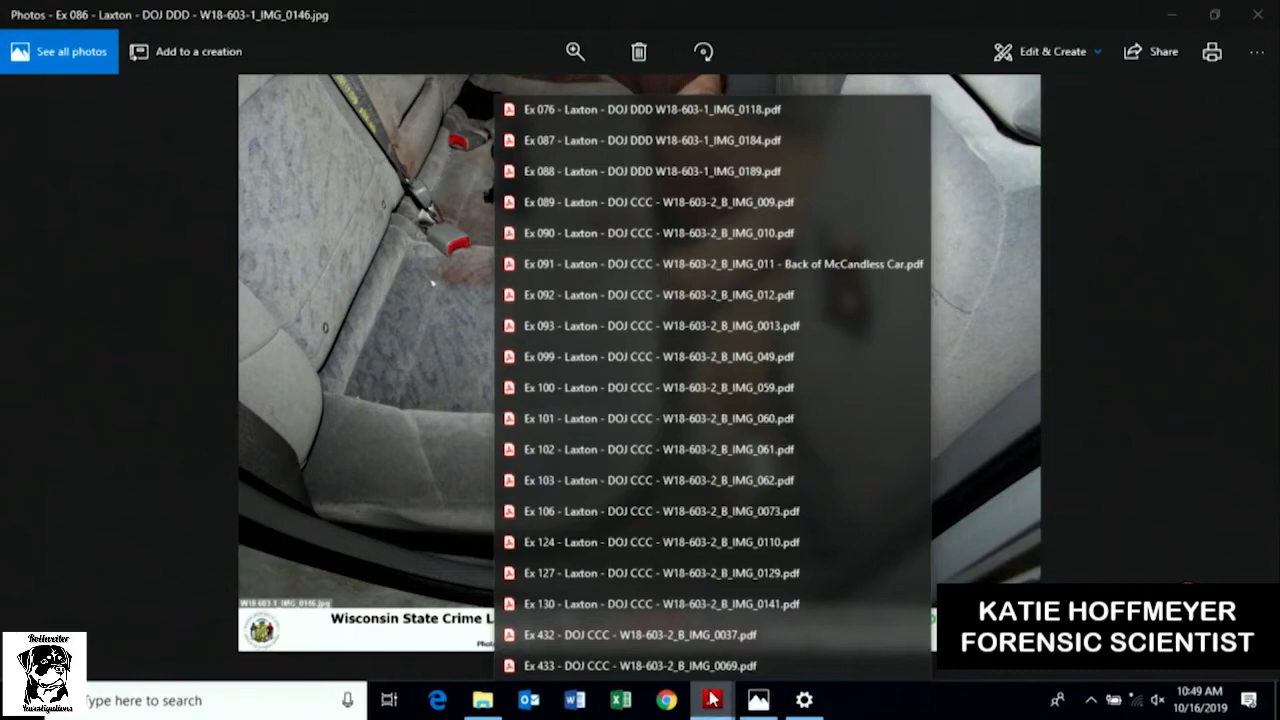 Photos - Ex 086 - Laxton - DOJ DDD - W18-603-1_IMG_0146.jpg
See all photos
Add to a creation
Edit & Create
Share
Ex 076 - Laxton - DOJ DDD W18-603-1_IMG_0118.pdf
Ex 087 - Laxton - DOJ DDD W18-603-1_IMG_0184.pdf
Ex 088 - Laxton - DOJ DDD W18-603-1_IMG_0189.pdf
Ex 089 - Laxton - DOJ CCC - W18-603-2_B_IMG_009.pdf
Ex 090 - Laxton - DOJ CCC - W18-603-2_B_IMG_010.pdf
Ex 091 - Laxton - DOJ CCC - W18-603-2_B_IMG_011 - Back of McCandless Car.pdf
Ex 092 - Laxton - DOJ CCC - W18-603-2_B_IMG_012.pdf
Ex 093 - Laxton - DOJ CCC - W18-603-2_B_IMG_0013.pdf
Ex 099 - Laxton - DOJ CCC - W18-603-2_B_IMG_049.pdf
Ex 100 - Laxton - DOJ CCC - W18-603-2_B_IMG_059.pdf
Ex 101 - Laxton - DOJ CCC - W18-603-2_B_IMG_060.pdf
Ex 102 - Laxton - DOJ CCC - W18-603-2_B_IMG_061.pdf
Ex 103 - Laxton - DOJ CCC - W18-603-2_B_IMG_062.pdf
Ex 106 - Laxton - DOJ CCC - W18-603-2_B_IMG_0073.pdf
Ex 124 - Laxton - DOJ CCC - W18-603-2_B_IMG_0110.pdf
Ex 127 - Laxton - DOJ CCC - W18-603-2_B_IMG_0129.pdf
Ex 130 - Laxton - DOJ CCC - W18-603-2_B_IMG_0141.pdf
Ex 432 - DOJ CCC - W18-603-2_B_IMG_0037.pdf
Ex 433 - DOJ CCC - W18-603-2_B_IMG_0069.pdf
W18-603-1_IMG_0146.jpg
Wisconsin State Crime L
KATIE HOFFMEYER
FORENSIC SCIENTIST
Rottweiler
Investigations
Type here to search
10:49 AM
10/16/2019